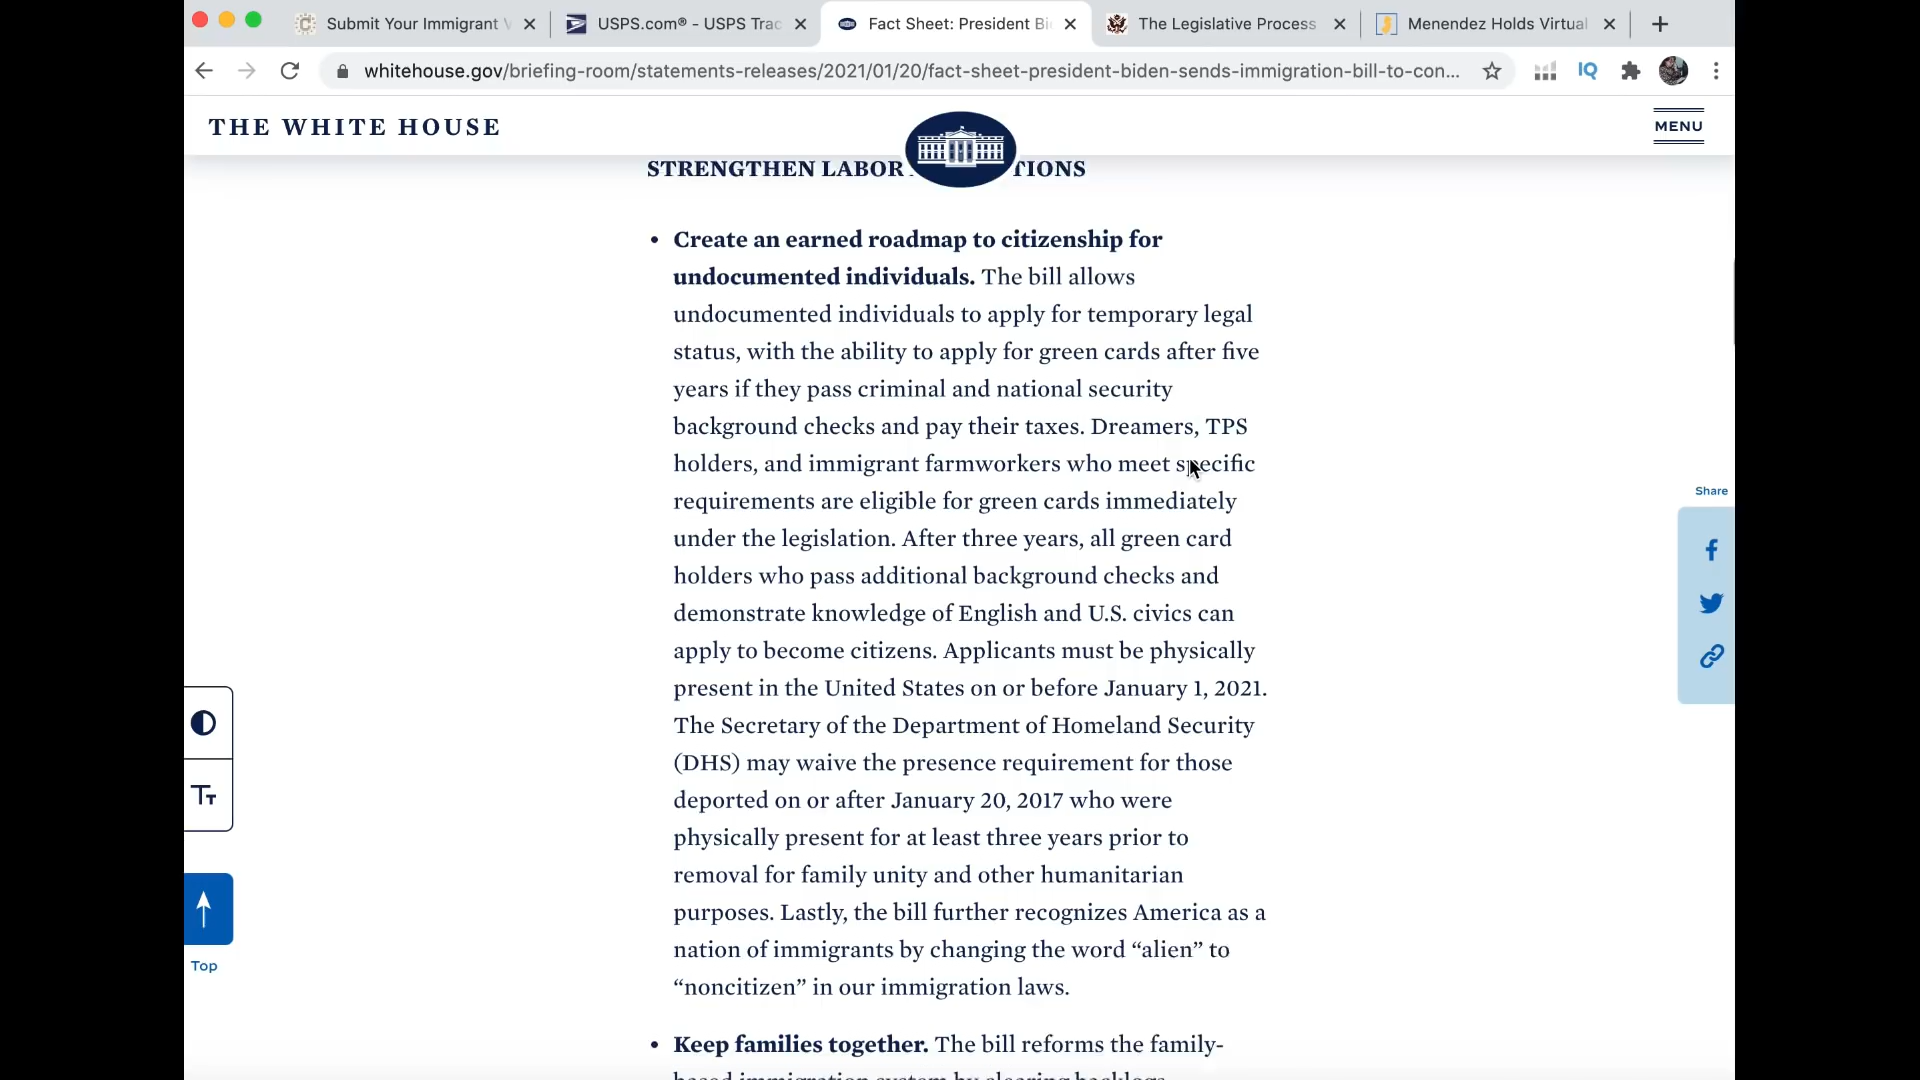 Submit Your Immigrant V
USPS.com® - USPS Trac
Fact Sheet: President Bi
The Legislative Process
Menendez Holds Virtual
whitehouse.gov/briefing-room/statements-releases/2021/01/20/fact-sheet-president-biden-sends-immigration-bill-to-con...
IQ
THE WHITE HOUSE
MENU
STRENGTHEN LABOR TIONS
• Create an earned roadmap to citizenship for
undocumented individuals. The bill allows
undocumented individuals to apply for temporary legal
status, with the ability to apply for green cards after five
years if they pass criminal and national security
background checks and pay their taxes. Dreamers, TPS
holders, and immigrant farmworkers who meet specific
requirements are eligible for green cards immediately
under the legislation. After three years, all green card
holders who pass additional background checks and
demonstrate knowledge of English and U.S. civics can
apply to become citizens. Applicants must be physically
present in the United States on or before January 1, 2021.
The Secretary of the Department of Homeland Security
(DHS) may waive the presence requirement for those
deported on or after January 20, 2017 who were
physically present for at least three years prior to
removal for family unity and other humanitarian
purposes. Lastly, the bill further recognizes America as a
nation of immigrants by changing the word “alien” to
“noncitizen” in our immigration laws.
• Keep families together. The bill reforms the family-
based immigration system by clearing backlogs,
Share
Tт
Top